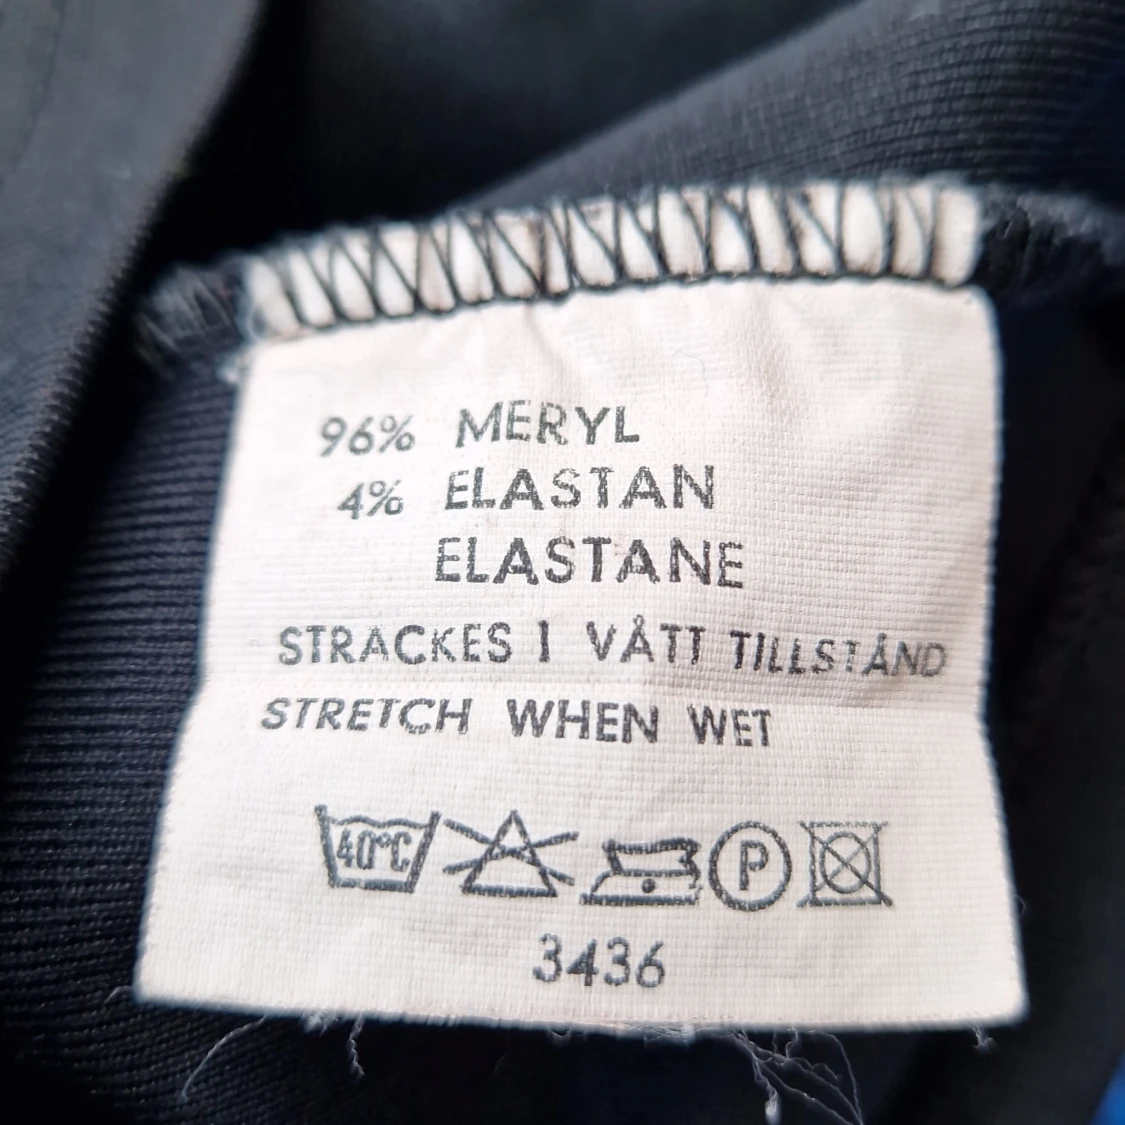 96% MERYL
4% ELASTAN
ELASTANE
STRACKES I VÅTT TILLSTÅND
STRETCH WHEN WET
40°C P
3436